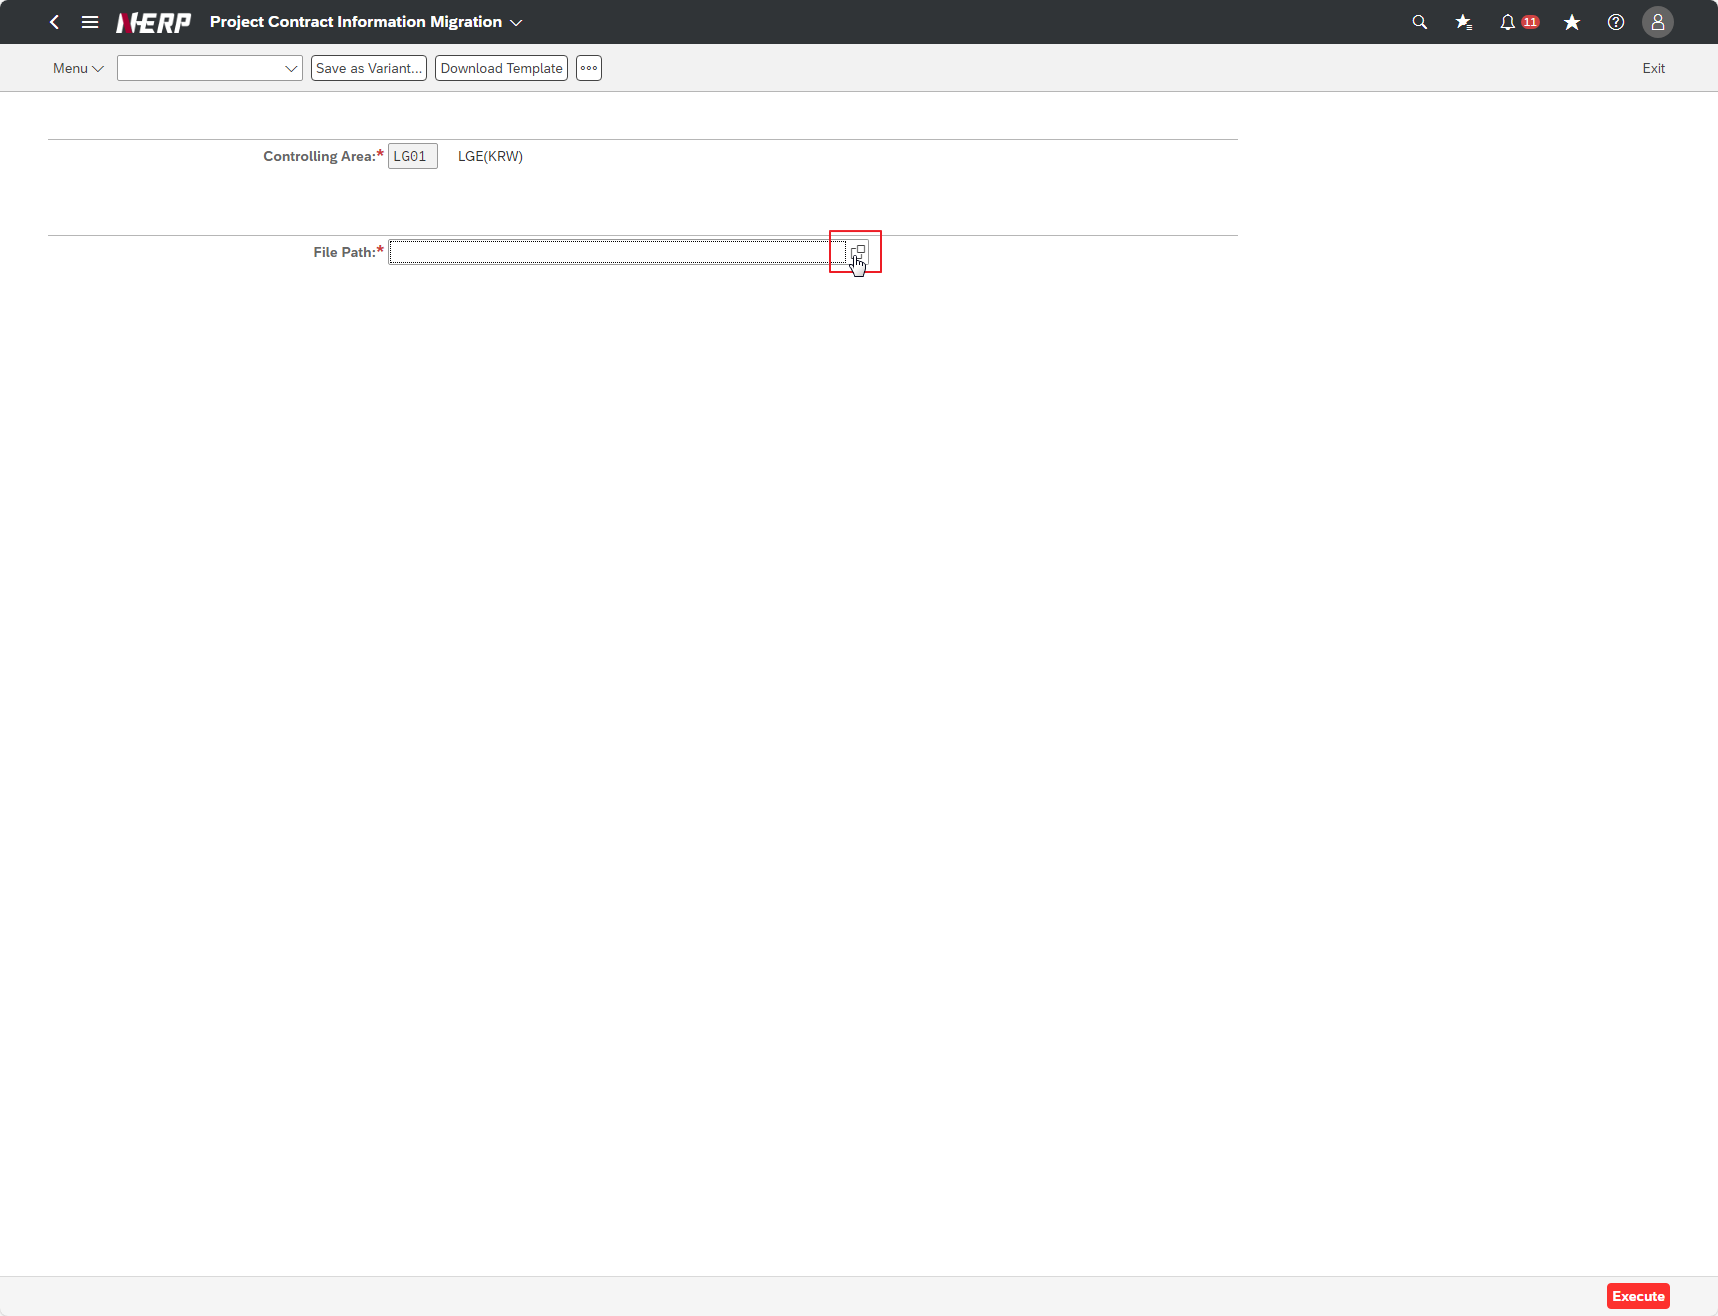 NERP Project Contract Information Migration 11
Menu Save as Variant... Download Template Exit
Controlling Area:* LG01 LGE(KRW)
File Path:*
Execute